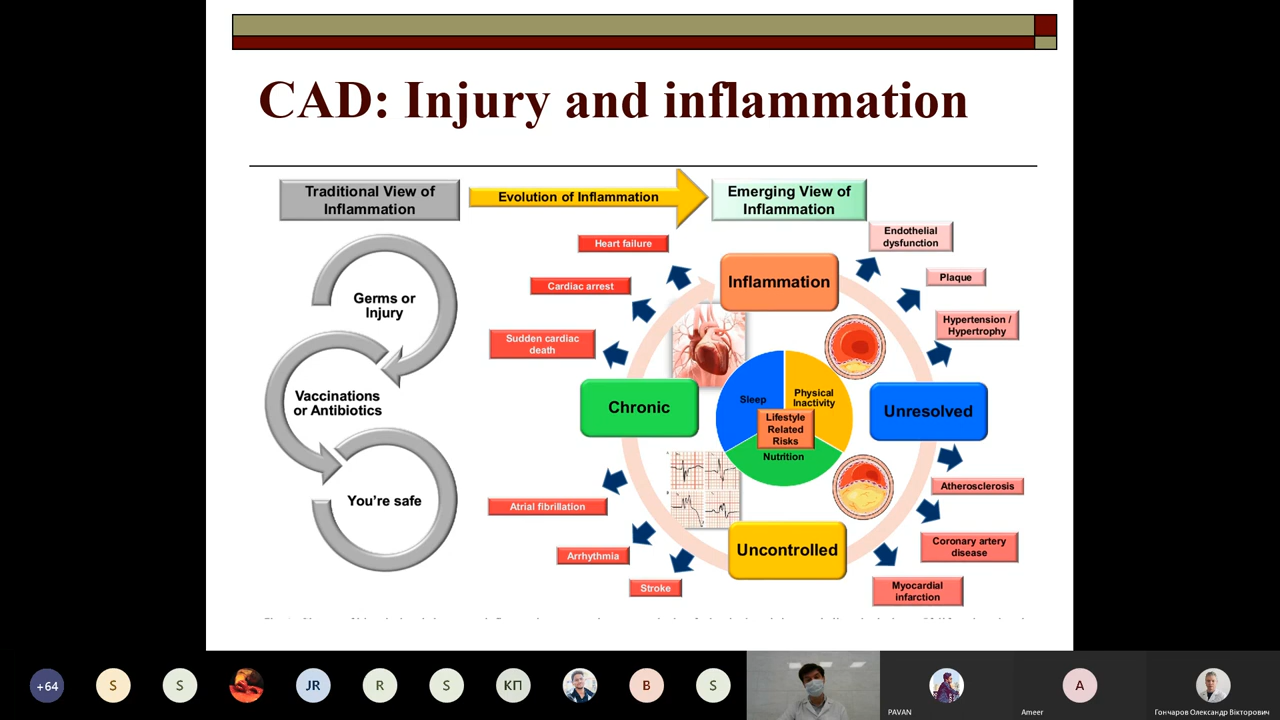 CAD: Injury and inflammation
Traditional View of
Inflammation
Evolution of Inflammation
Emerging View of
Inflammation
Germs or
Injury
Vaccinations
or Antibiotics
You're safe
Heart failure
Cardiac arrest
Sudden cardiac
death
Inflammation
Endothelial
dysfunction
Plaque
Hypertension /
Hypertrophy
Chronic
Sleep
Physical
Inactivity
Lifestyle
Related
Risks
Nutrition
Unresolved
Atherosclerosis
Coronary artery
disease
Myocardial
infarction
Uncontrolled
Atrial fibrillation
Arrhythmia
Stroke
+64
S
S
JR
R
S
КП
B
S
PAVAN
A
Ameer
Гончаров Олександр Вікторович